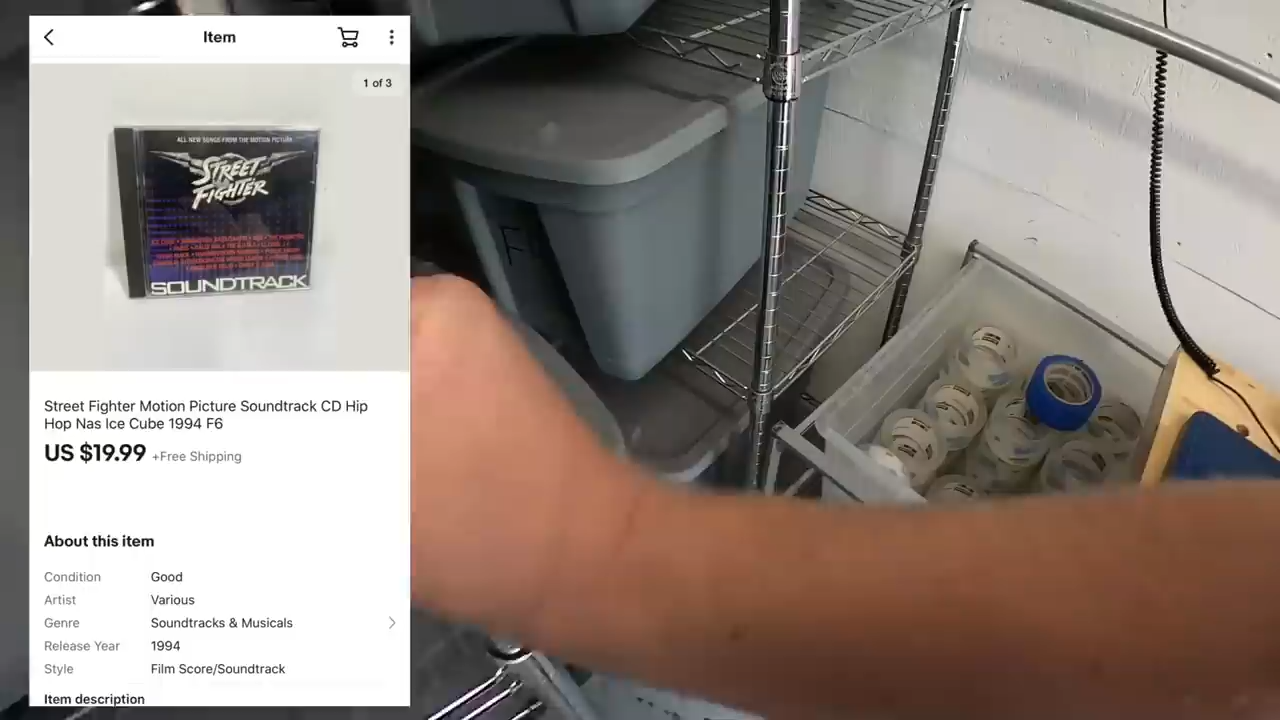 Item
1 of 3
ALL NEW SONGS FROM THE MOTION PICTURE
STREET
FIGHTER
SOUNDTRACK
Street Fighter Motion Picture Soundtrack CD Hip
Hop Nas Ice Cube 1994 F6
US $19.99 +Free Shipping
About this item
Condition Good
Artist Various
Genre Soundtracks & Musicals
Release Year 1994
Style Film Score/Soundtrack
Item description
F